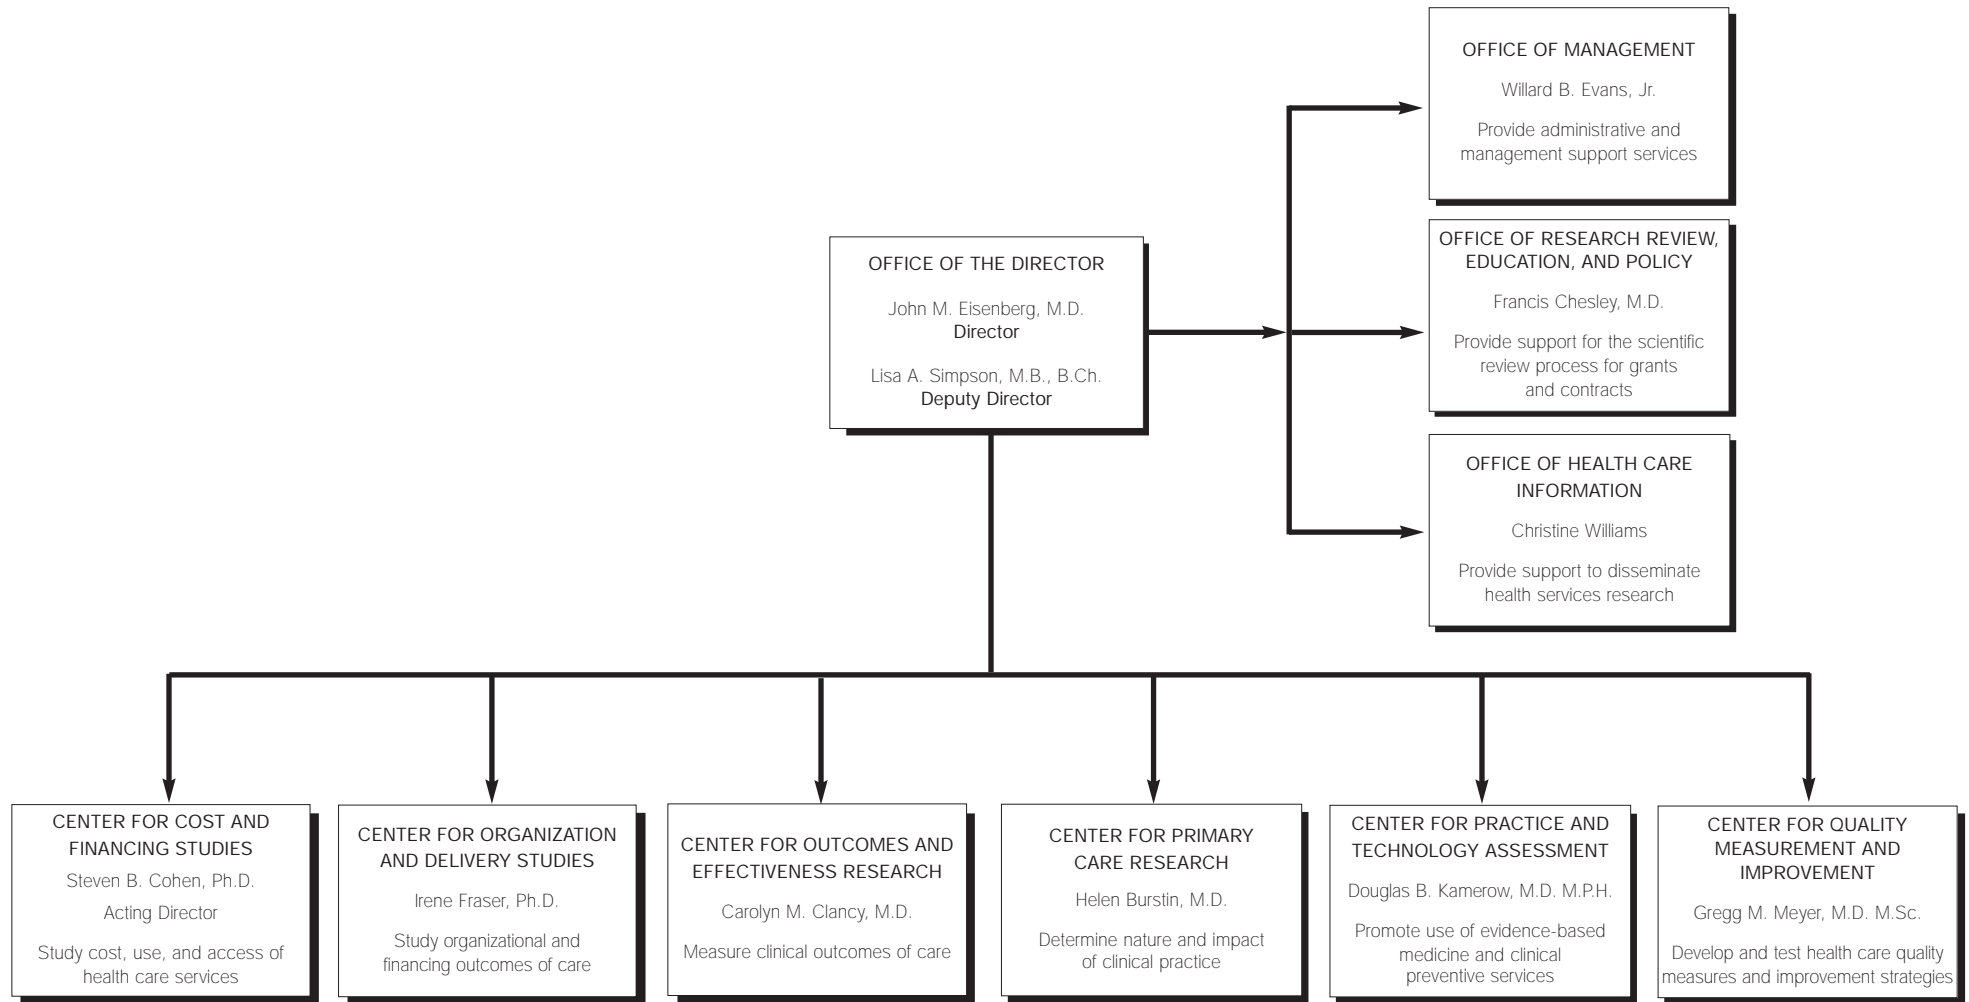 OFFICE OF MANAGEMENT
Willard B. Evans, Jr.
Provide administrative and
management support services
OFFICE OF THE DIRECTOR
John M. Eisenberg, M.D.
Director
Lisa A. Simpson, M.B., B.Ch.
Deputy Director
OFFICE OF RESEARCH REVIEW,
EDUCATION, AND POLICY
Francis Chesley, M.D.
Provide support for the scientific
review process for grants
and contracts
OFFICE OF HEALTH CARE
INFORMATION
Christine Williams
Provide support to disseminate
health services research
CENTER FOR COST AND
FINANCING STUDIES
Steven B. Cohen, Ph.D.
Acting Director
Study cost, use, and access of
health care services
CENTER FOR ORGANIZATION
AND DELIVERY STUDIES
Irene Fraser, Ph.D.
Study organizational and
financing outcomes of care
CENTER FOR OUTCOMES AND
EFFECTIVENESS RESEARCH
Carolyn M. Clancy, M.D.
Measure clinical outcomes of care
CENTER FOR PRIMARY
CARE RESEARCH
Helen Burstin, M.D.
Determine nature and impact
of clinical practice
CENTER FOR PRACTICE AND
TECHNOLOGY ASSESSMENT
Douglas B. Kamerow, M.D. M.P.H.
Promote use of evidence-based
medicine and clinical
preventive services
CENTER FOR QUALITY
MEASUREMENT AND
IMPROVEMENT
Gregg M. Meyer, M.D. M.Sc.
Develop and test health care quality
measures and improvement strategies